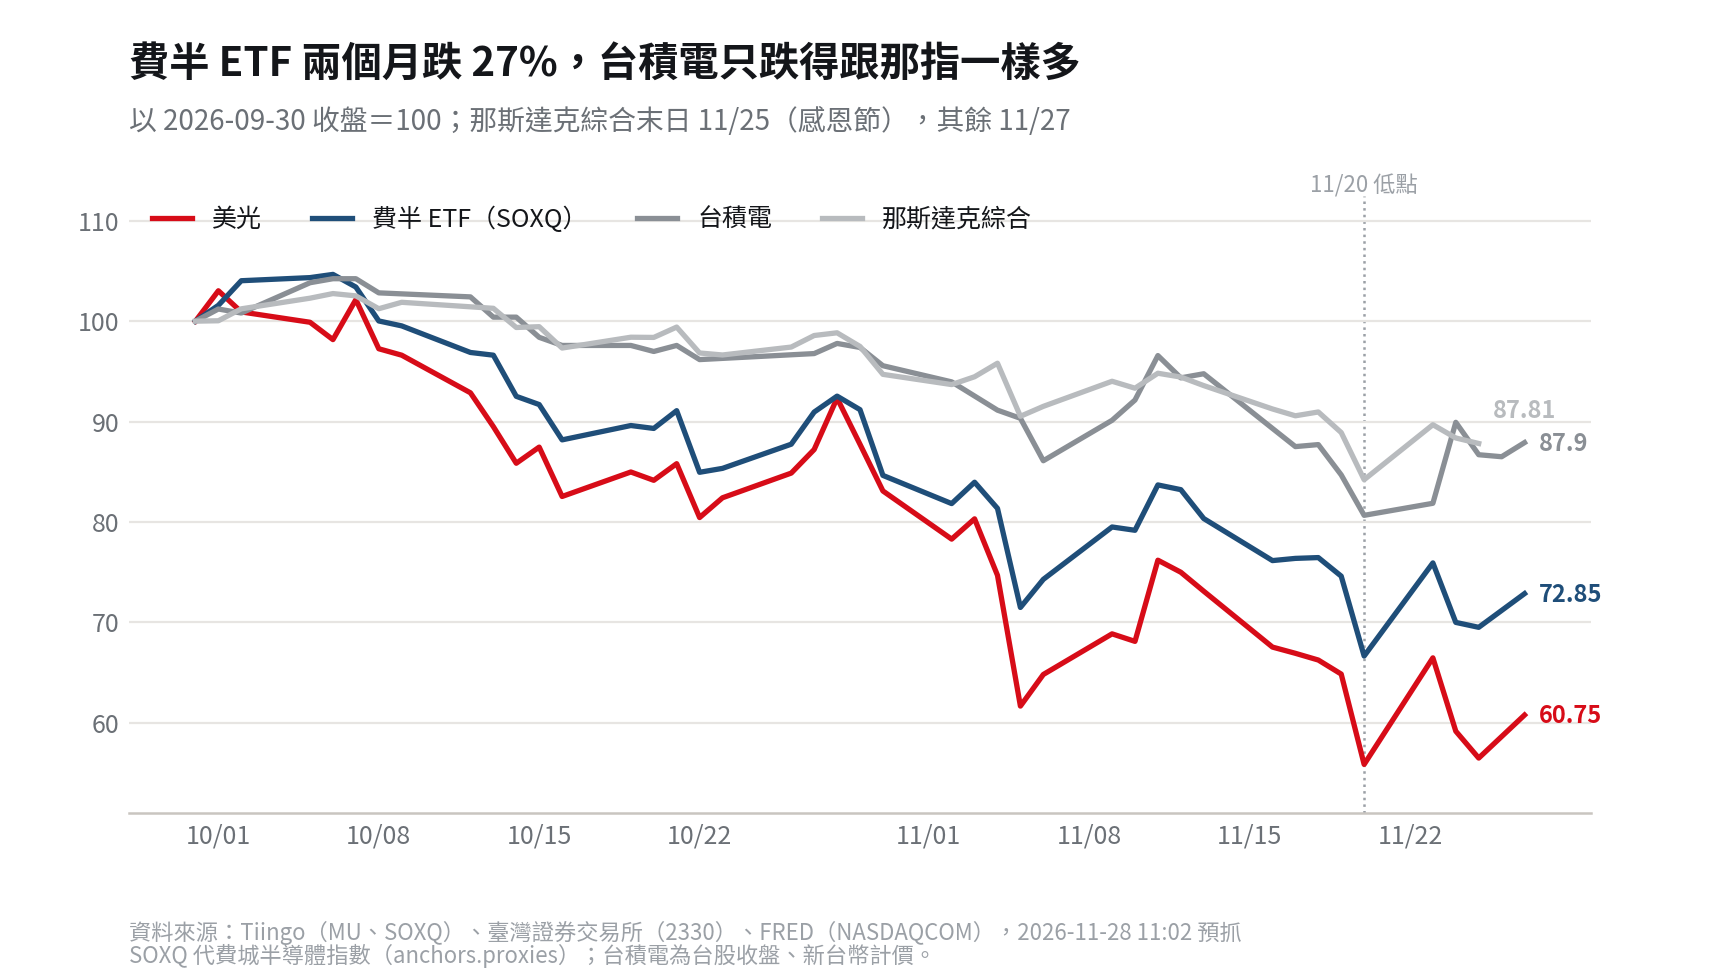 費半 ETF 兩個月跌 27%，台積電只跌得跟那指一樣多
以 2026-09-30 收盤＝100；那斯達克綜合末日 11/25（感恩節），其餘 11/27
11/20 低點
美光
費半 ETF（SOXQ）
台積電
那斯達克綜合
110
100
90
80
70
60
87.81
87.9
72.85
60.75
10/01
10/08
10/15
10/22
11/01
11/08
11/15
11/22
資料來源：Tiingo（MU、SOXQ）、臺灣證券交易所（2330）、FRED（NASDAQCOM），2026-11-28 11:02 預抓
SOXQ 代費城半導體指數（anchors.proxies）；台積電為台股收盤、新台幣計價。